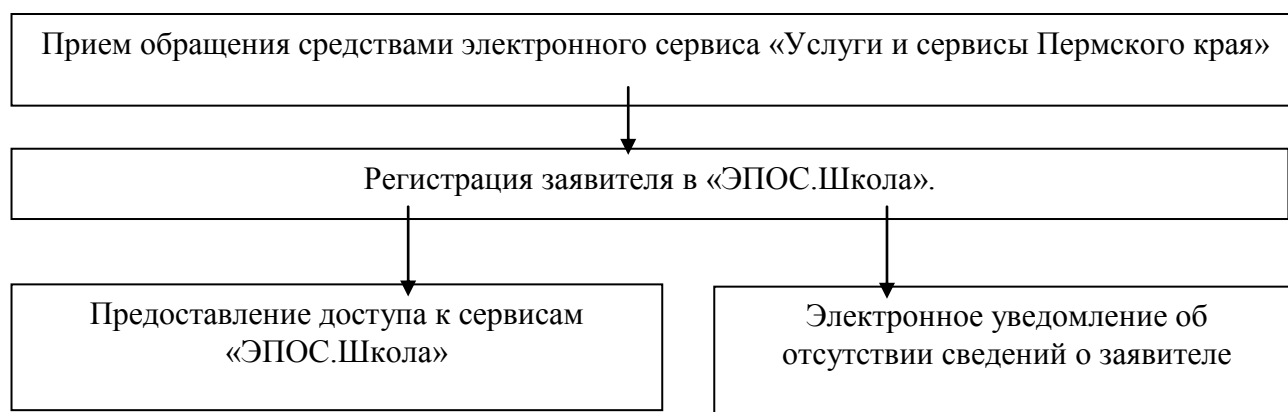 Прием обращения средствами электронного сервиса «Услуги и сервисы Пермского края»
Регистрация заявителя в «ЭПОС.Школа».
Предоставление доступа к сервисам
«ЭПОС.Школа»
Электронное уведомление об
отсутствии сведений о заявителе